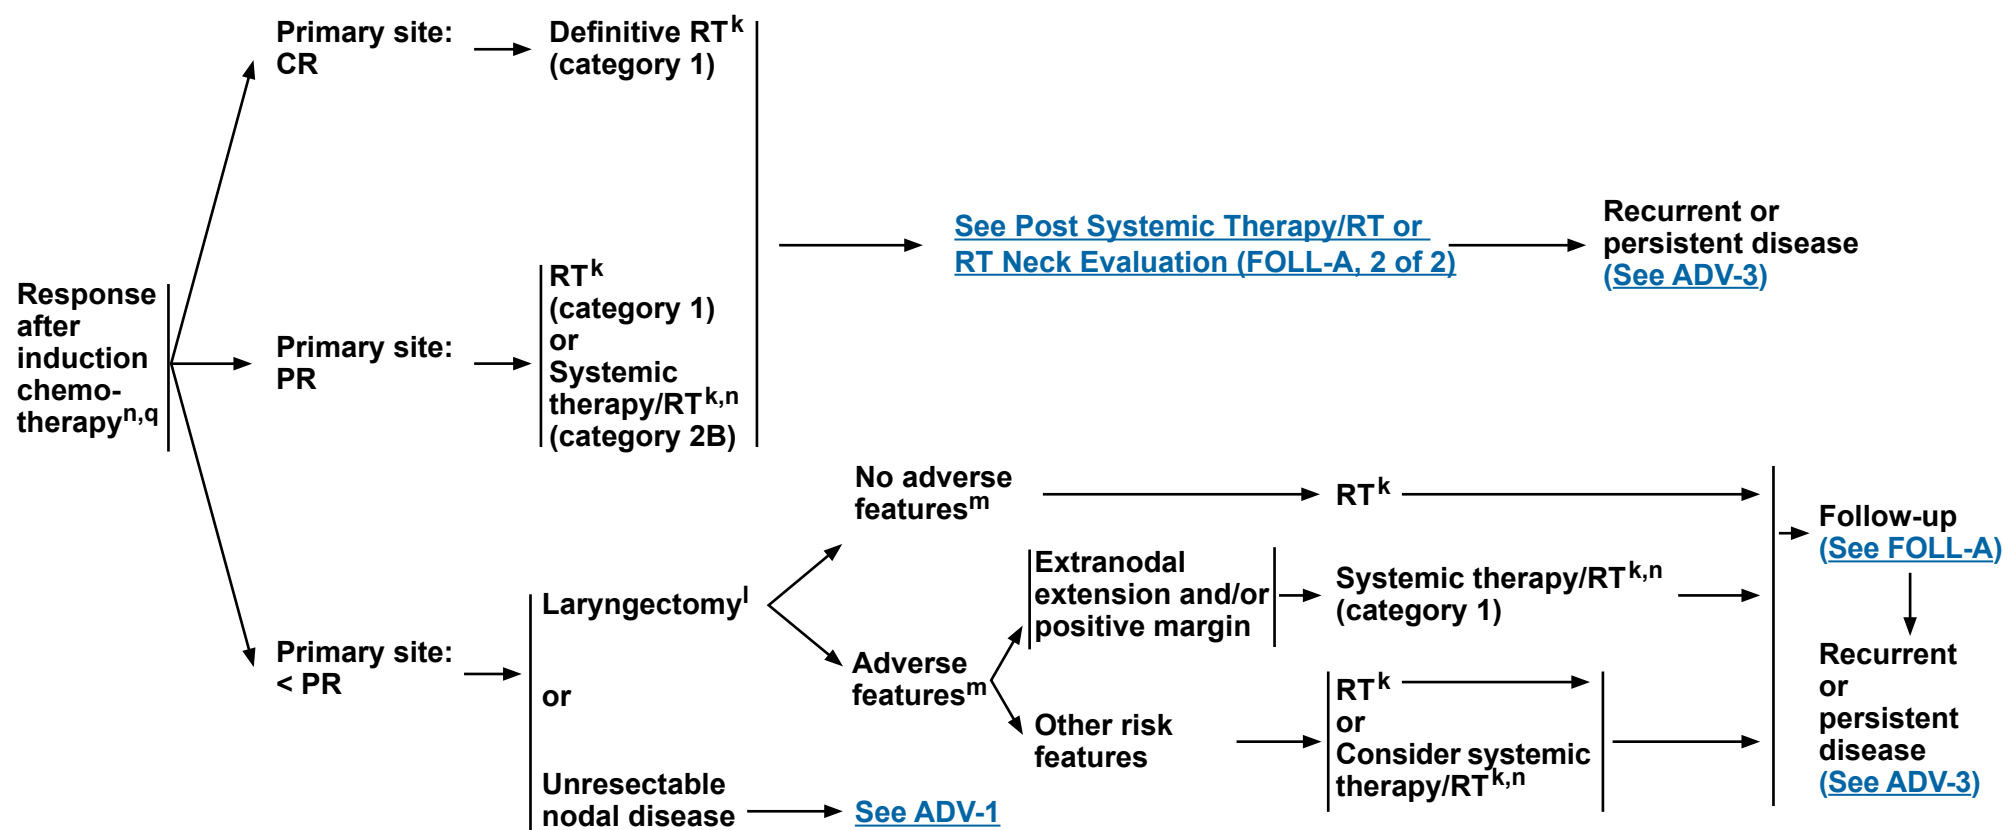 Response
after
induction
chemo-
therapyn,q
Primary site:
CR
Definitive RTk
(category 1)
Primary site:
PR
RTk
(category 1)
or
Systemic
therapy/RTk,n
(category 2B)
See Post Systemic Therapy/RT or
RT Neck Evaluation (FOLL-A, 2 of 2)
Recurrent or
persistent disease
(See ADV-3)
Primary site:
< PR
Laryngectomyl
or
Unresectable
nodal disease
See ADV-1
No adverse
featuresm
RTk
Adverse
featuresm
Extranodal
extension and/or
positive margin
Systemic therapy/RTk,n
(category 1)
Other risk
features
RTk
or
Consider systemic
therapy/RTk,n
Follow-up
(See FOLL-A)
Recurrent
or
persistent
disease
(See ADV-3)